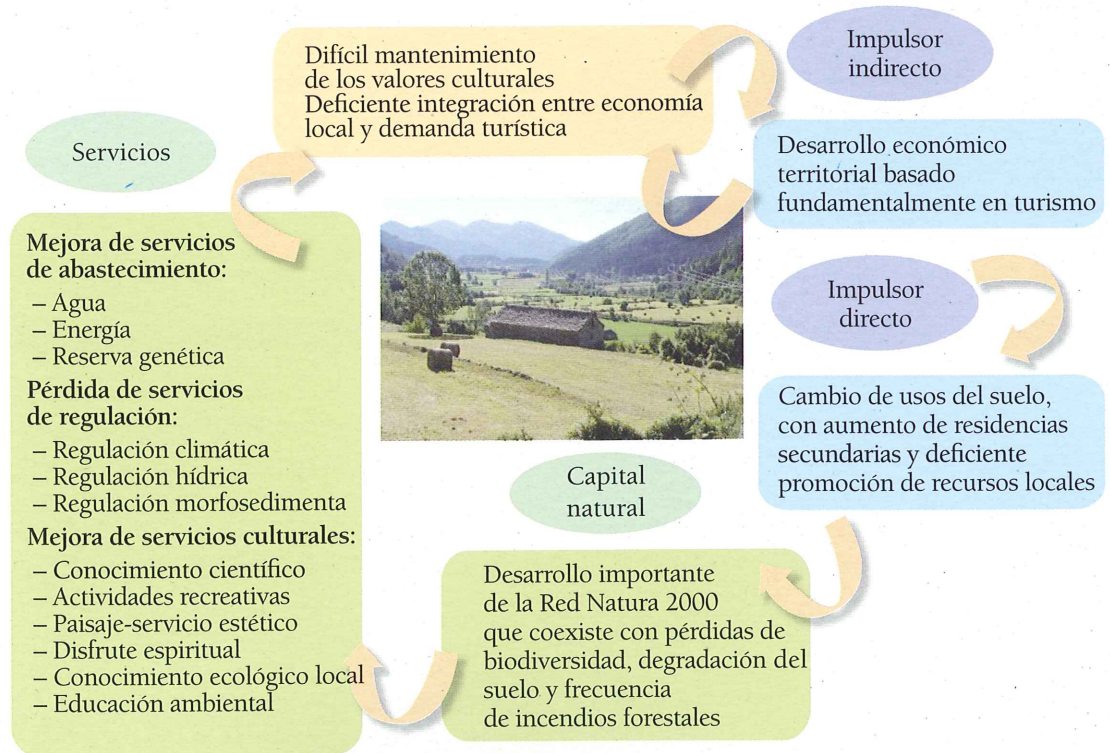 Difícil mantenimiento
de los valores culturales
Deficiente integración entre economía
local y demanda turística
Impulsor
indirecto
Desarrollo económico
territorial basado
fundamentalmente en turismo
Impulsor
directo
Cambio de usos del suelo,
con aumento de residencias
secundarias y deficiente
promoción de recursos locales
Capital
natural
Desarrollo importante
de la Red Natura 2000
que coexiste con pérdidas de
biodiversidad, degradación del
suelo y frecuencia
de incendios forestales
Servicios
Mejora de servicios
de abastecimiento:
– Agua
– Energía
– Reserva genética
Pérdida de servicios
de regulación:
– Regulación climática
– Regulación hídrica
– Regulación morfosedimenta
Mejora de servicios culturales:
– Conocimiento científico
– Actividades recreativas
– Paisaje-servicio estético
– Disfrute espiritual
– Conocimiento ecológico local
– Educación ambiental